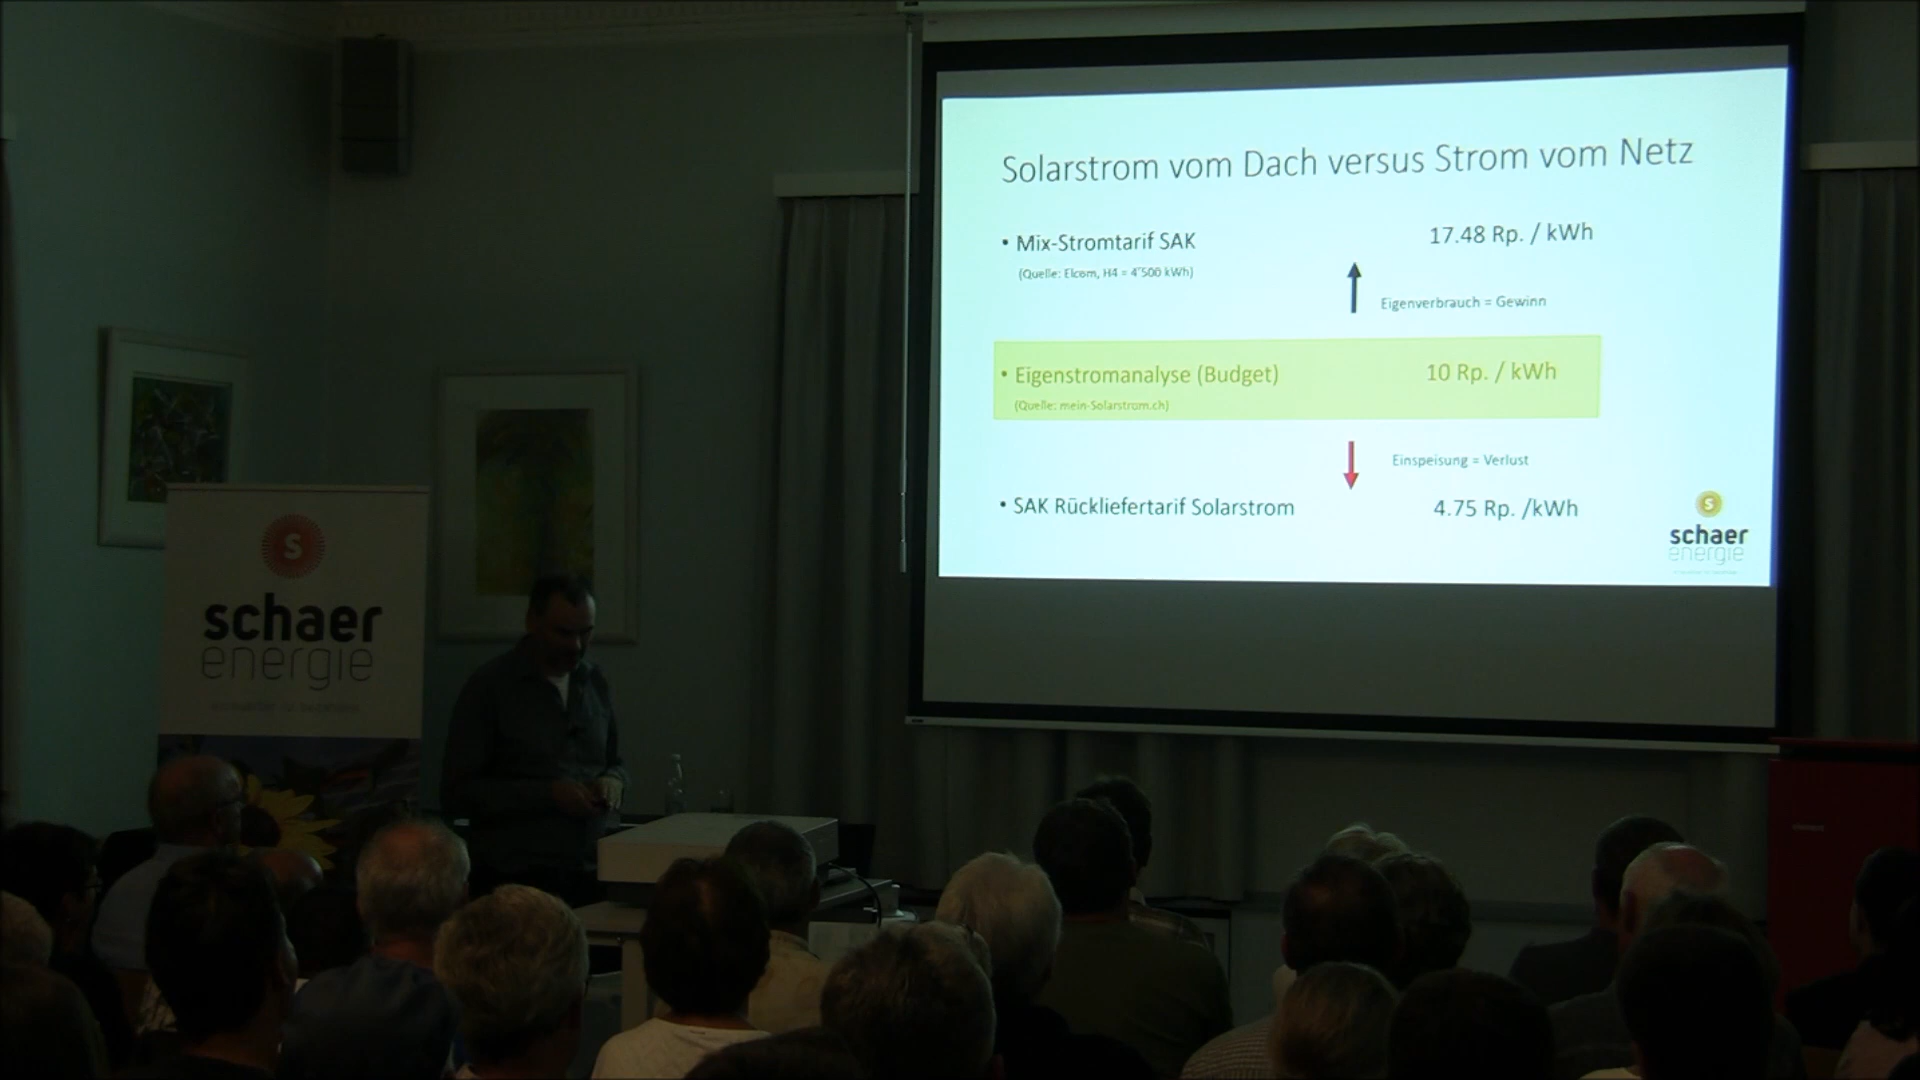 Solarstrom vom Dach versus Strom vom Netz
• Mix-Stromtarif SAK 17.48 Rp. / kWh
(Quelle: Elcom, H4 = 4'500 kWh)
Eigenverbrauch = Gewinn
• Eigenstromanalyse (Budget) 10 Rp. / kWh
(Quelle: mein-Solarstrom.ch)
Einspeisung = Verlust
• SAK Rückliefertarif Solarstrom 4.75 Rp. /kWh
S
schaer
energie
S
schaer
energie